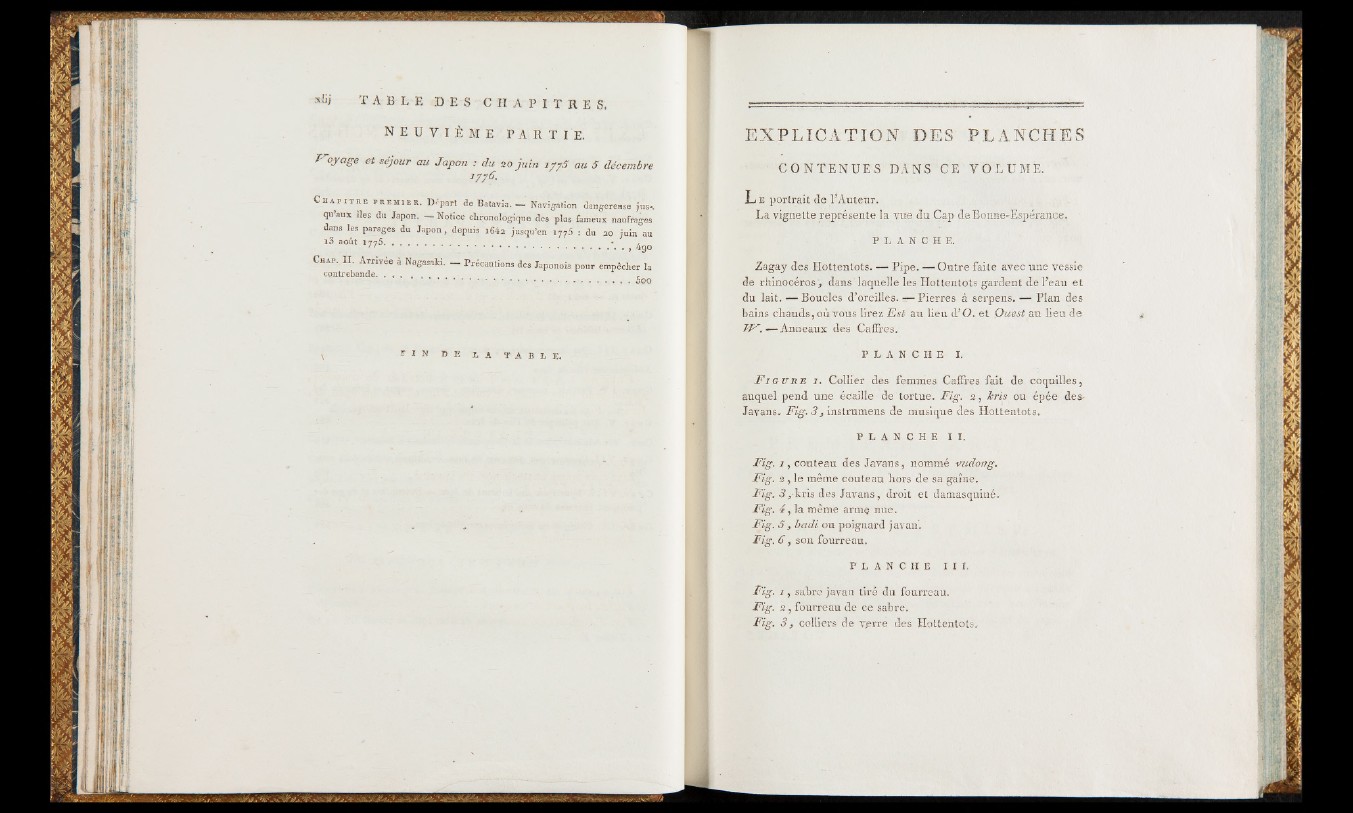 xlij TABLE DES CHAPITRES.
NEUVIÈME PARTIE.
Voyage et séjour au Japon : du 20 juin 1775 au 5 décembre
1776.
CHAPITRE PREMIER. Départ de Batavia. — Navigation dangereuse jus-
qu'aux îles du Japon. — Notice chronologique des plus fameux naufrages
dans les parages du Japon, depuis 1642 jusqu'en 1775 : du 20 juin au
13 août 1775. . . . . . . . . . . . . . . . . . . . . . . . . . . . , 490
CHAP. II. Arrivée à Nagasaki. — Précautions des Japonois pour empêcher la
contrebande. . . . . . . . . . . . . . . . . . . . . . . . . . . . . . 500
FIN DE LA TABLE.
EXPLICATION DES PLANCHES
CONTENUES DANS CE VOLUME.
LE portrait de l'Auteur.
La vignette représente la vue du Cap de Bonne-Espérance.
PLANCHE.
Zagay des Hottentots. — Pipe. — Outre faite avec une vessie
de rhinocéros, dans laquelle les Hottentots gardent de l'eau et
du lait. — Boucles d'oreilles. — Pierres à serpens. — Plan des
bains chauds, où vous lirez Est au lieu d'O. et Ouest au lieu de
W. — Anneaux des Caffres.
PLANCHE I.
FIGURE 1. Collier des femmes Caffres fait de coquilles,
auquel pend une écaille de tortue. Fig. 2, kris ou épée des
Javans. Fig. 3, instrumens de musique des Hottentots.
PLANCHE II.
Fig. 1, couteau des Javans, nommé vudong.
Fig. 2, le même couteau hors de sa gaîne.
Fig. 3, kris des Javans, droit et damasquiné.
Fig. 4, la même arme nue.
Fig. 5, badi ou poignard javan.
Fig. 6, son fourreau.
PLANCHE III.
Fig. 1, sabre javan tiré du fourreau.
Fig. 2, fourreau de ce sabre.
Fig. 3, colliers de verre des Hottentots.